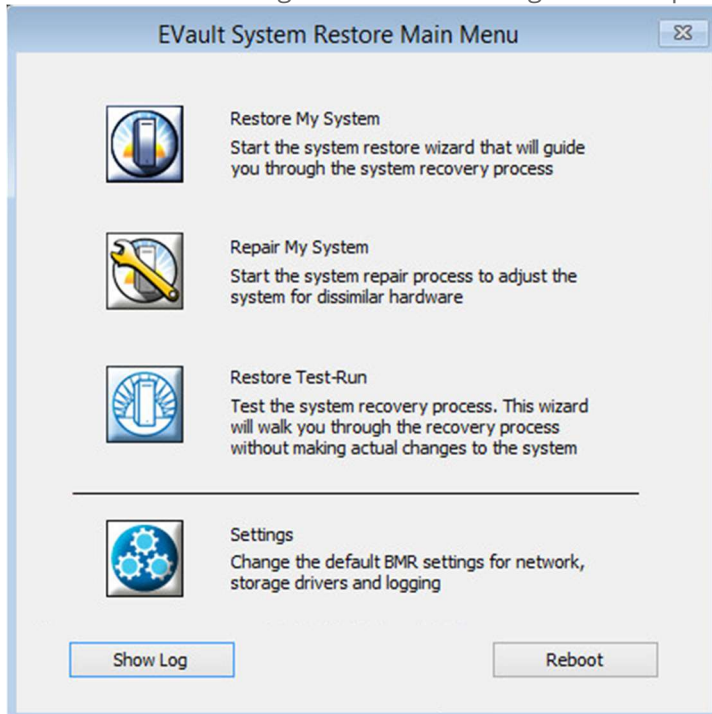 EVault System Restore Main Menu
Restore My System
Start the system restore wizard that will guide
you through the system recovery process
Repair My System
Start the system repair process to adjust the
system for dissimilar hardware
Restore Test-Run
Test the system recovery process. This wizard
will walk you through the recovery process
without making actual changes to the system
Settings
Change the default BMR settings for network,
storage drivers and logging
Show Log
Reboot